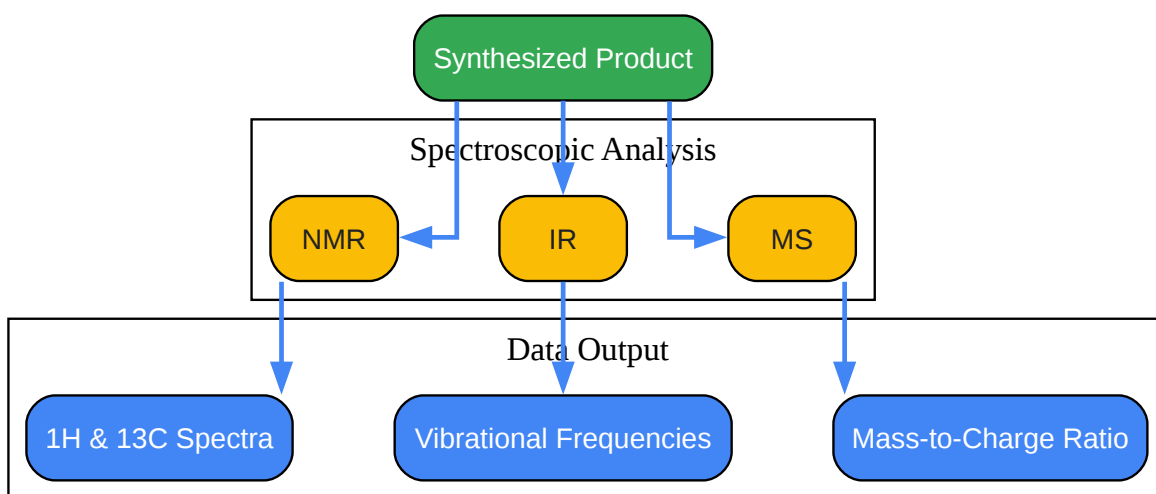 Synthesized Product
Spectroscopic Analysis
NMR
IR
MS
Data Output
1H & 13C Spectra
Vibrational Frequencies
Mass-to-Charge Ratio